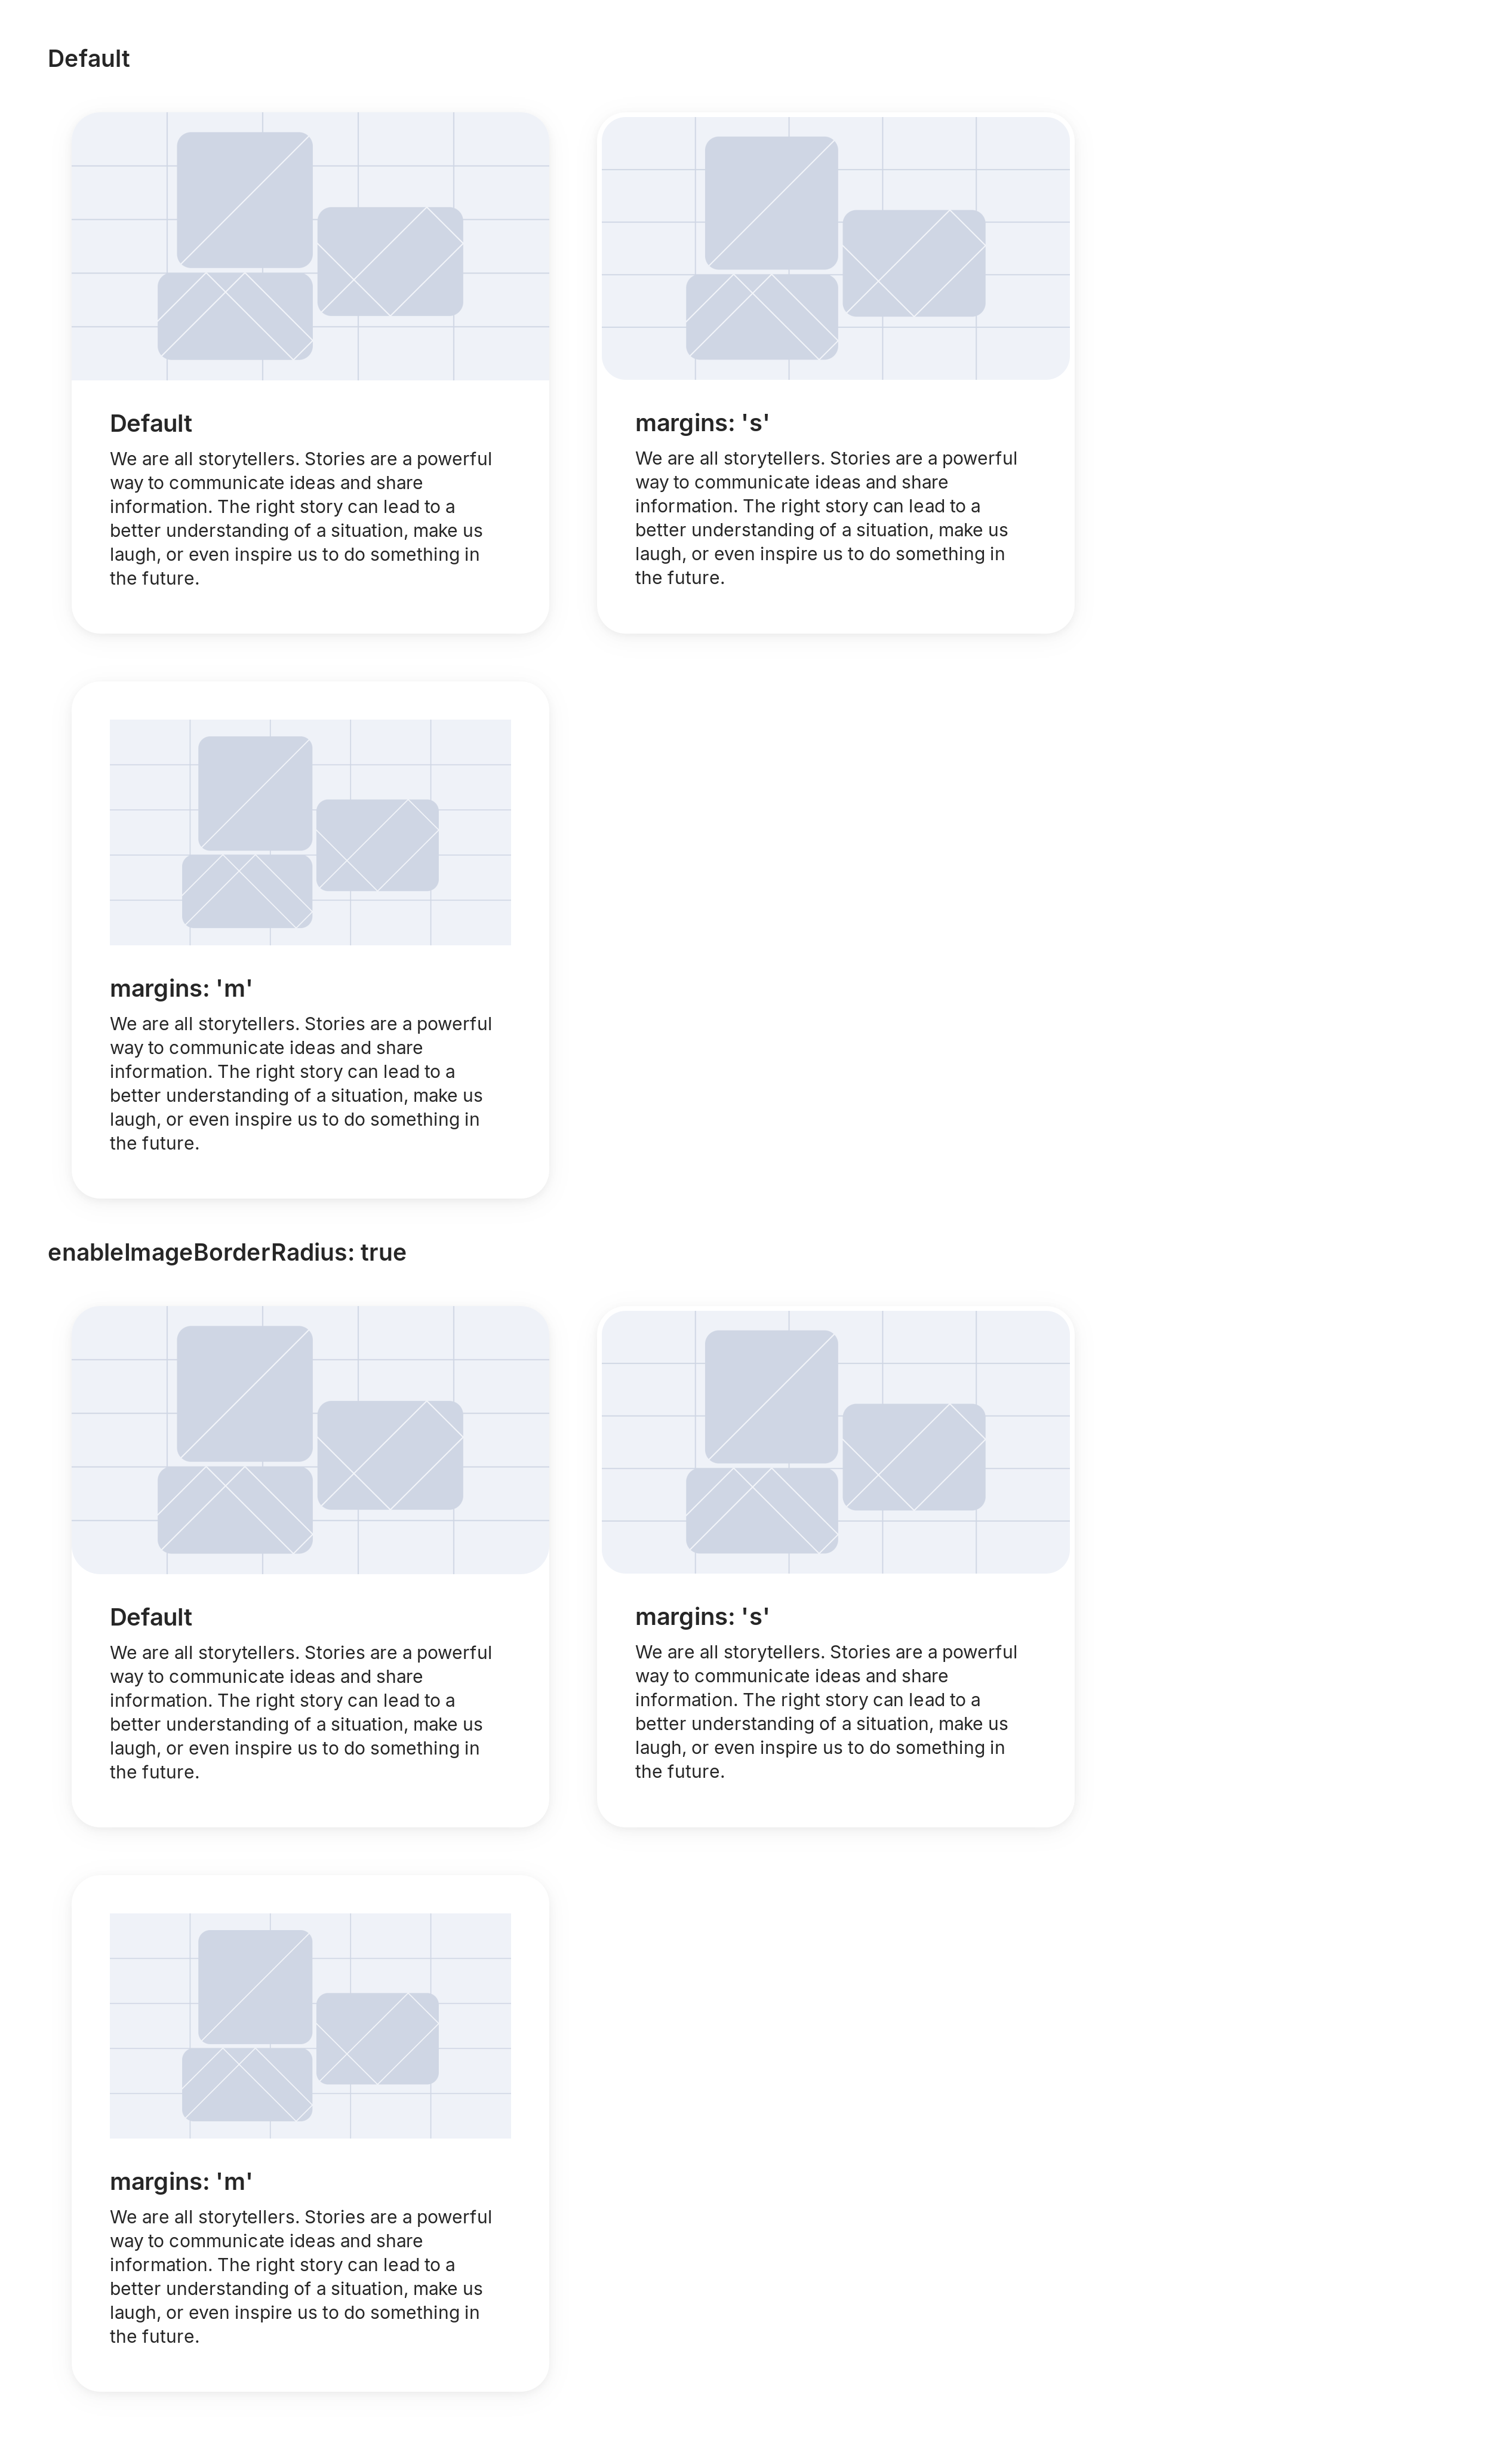 Default
Default
We are all storytellers. Stories are a powerful
way to communicate ideas and share
information. The right story can lead to a
better understanding of a situation, make us
laugh, or even inspire us to do something in
the future.
margins: 's'
We are all storytellers. Stories are a powerful
way to communicate ideas and share
information. The right story can lead to a
better understanding of a situation, make us
laugh, or even inspire us to do something in
the future.
margins: 'm'
We are all storytellers. Stories are a powerful
way to communicate ideas and share
information. The right story can lead to a
better understanding of a situation, make us
laugh, or even inspire us to do something in
the future.
enableImageBorderRadius: true
Default
We are all storytellers. Stories are a powerful
way to communicate ideas and share
information. The right story can lead to a
better understanding of a situation, make us
laugh, or even inspire us to do something in
the future.
margins: 's'
We are all storytellers. Stories are a powerful
way to communicate ideas and share
information. The right story can lead to a
better understanding of a situation, make us
laugh, or even inspire us to do something in
the future.
margins: 'm'
We are all storytellers. Stories are a powerful
way to communicate ideas and share
information. The right story can lead to a
better understanding of a situation, make us
laugh, or even inspire us to do something in
the future.